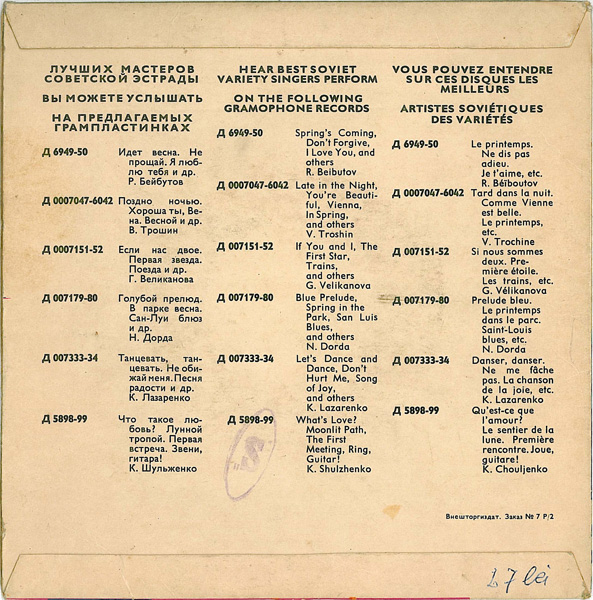 ЛУЧШИХ МАСТЕРОВ
СОВЕТСКОЙ ЭСТРАДЫ
ВЫ МОЖЕТЕ УСЛЫШАТЬ
НА ПРЕДЛАГАЕМЫХ
ГРАМПЛАСТИНКАХ
Д 6949-50 Идет весна. Не
прощай. Я люб-
лю тебя и др.
Р. Бейбутов
Д 0007047-6042 Поздно ночью.
Хороша ты, Ве-
на. Весной и др.
В. Трошин
Д 0007151-52 Если нас двое.
Первая звезда.
Поезда и др.
Г. Великанова
Д 007179-80 Голубой прелюд.
В парке весна.
Сан-Луи блюз
и др.
Н. Дорда
Д 007333-34 Танцевать, тан-
цевать. Не оби-
жай меня. Песня
радости и др.
К. Лазаренко
Д 5898-99 Что такое лю-
бовь? Лунной
тропой. Первая
встреча. Звени,
гитара!
К. Шульженко
HEAR BEST SOVIET
VARIETY SINGERS PERFORM
ON THE FOLLOWING
GRAMOPHONE RECORDS
Д 6949-50 Spring's Coming,
Don't Forgive,
I Love You, and
others
R. Beibutov
Д 0007047-6042 Late in the Night,
You're Beauti-
ful, Vienna,
In Spring,
and others
V. Troshin
Д 007151-52 If You and I, The
First Star,
Trains,
and others
G. Velikanova
Д 007179-80 Blue Prelude,
Spring in the
Park, San Luis
Blues,
and others
N. Dorda
Д 007333-34 Let's Dance and
Dance, Don't
Hurt Me, Song
of Joy,
and others
K. Lazarenko
Д 5898-99 What's Love?
Moonlit Path,
The First
Meeting, Ring,
Guitar!
K. Shulzhenko
VOUS POUVEZ ENTENDRE
SUR CES DISQUES LES
MEILLEURS
ARTISTES SOVIÉTIQUES
DES VARIÉTÉS
Д 6949-50 Le printemps.
Ne dis pas
adieu.
Je t'aime, etc.
R. Béïboutov
Д 0007047-6042 Tard dans la nuit.
Comme Vienne
est belle.
Le printemps,
etc.
V. Trochine
Д 007151-52 Si nous sommes
deux. Pre-
mière étoile.
Les trains, etc.
G. Vélikanova
Д 007179-80 Prelude bleu.
Le printemps
dans le parc.
Saint-Louis
blues, etc.
N. Dorda
Д 007333-34 Danser, danser.
Ne me fâche
pas. La chanson
de la joie, etc.
K. Lazarenko
Д 5898-99 Qu'est-ce que
l'amour?
Le sentier de la
lune. Première
rencontre. Joue,
guitare!
K. Chouljenko
Внешторгиздат. Заказ № 7 Р/2
27 lei